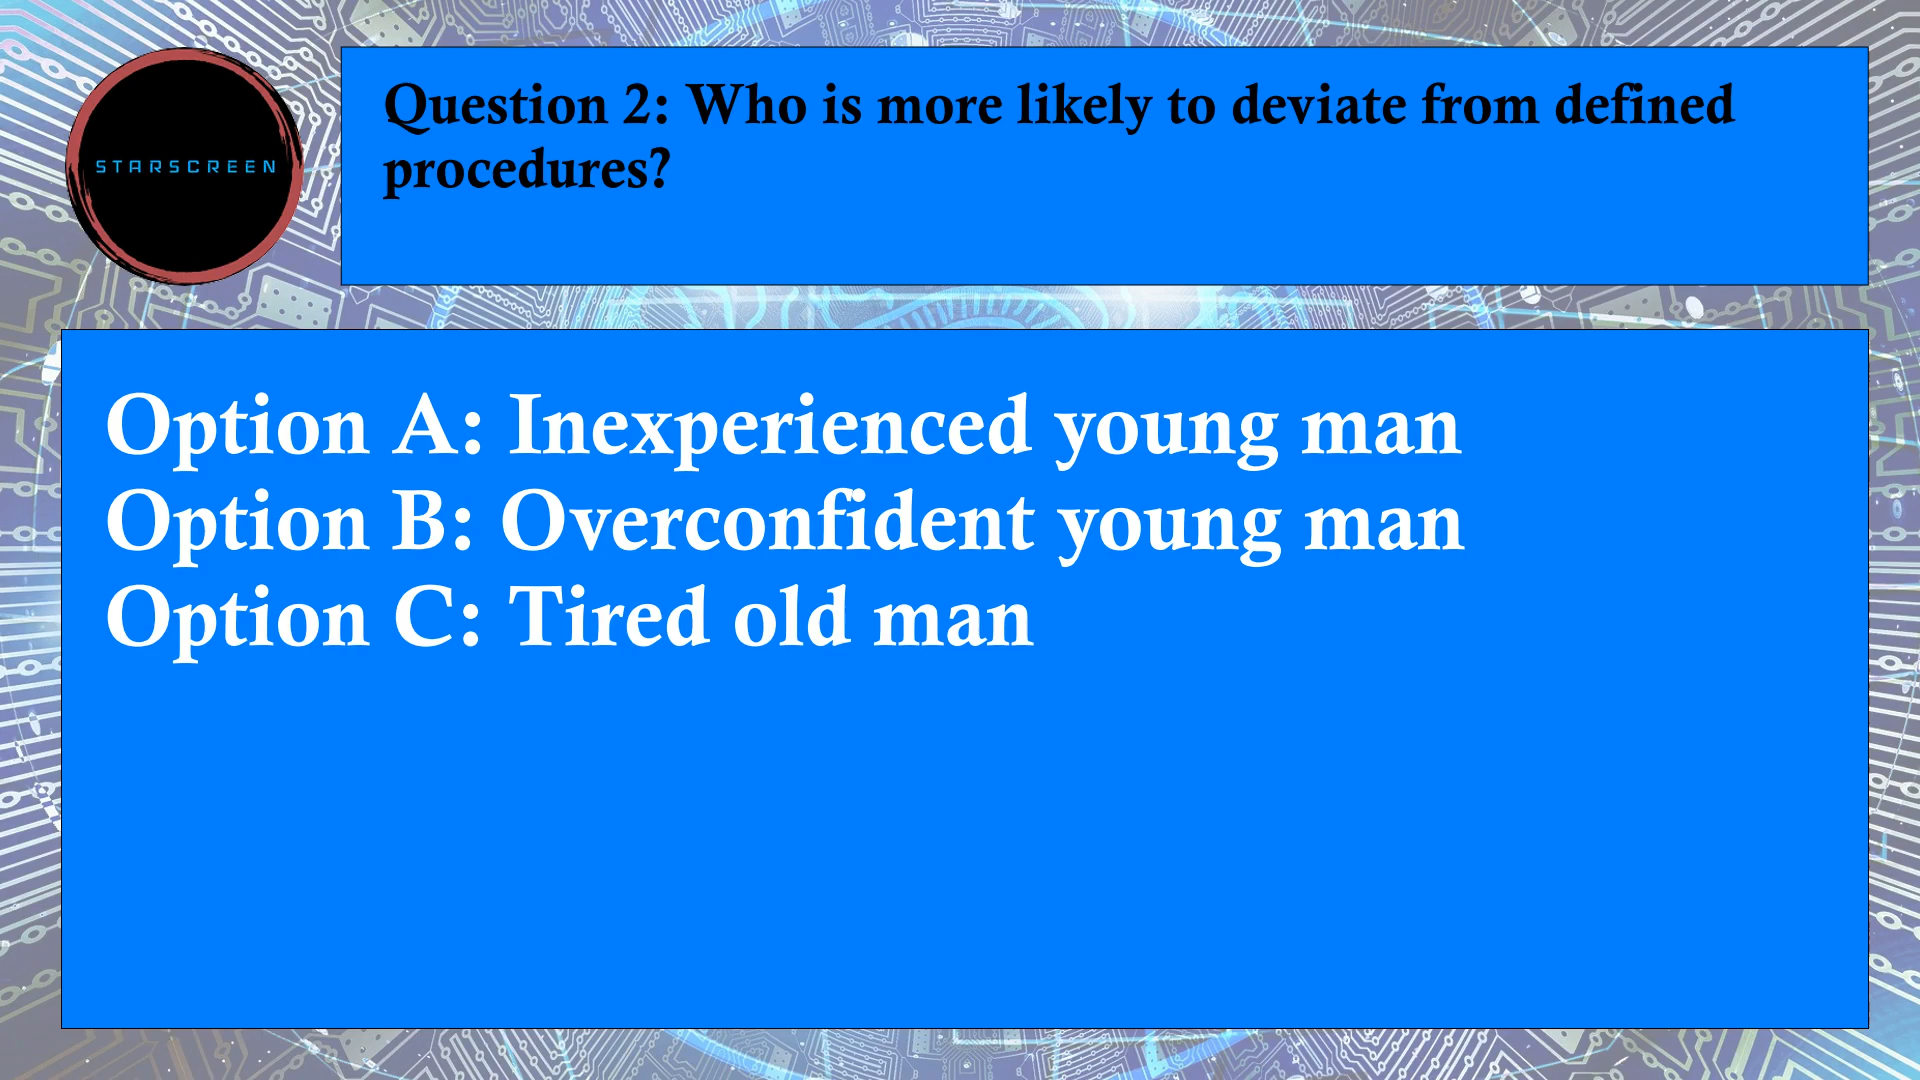 STARSCREEN
Question 2: Who is more likely to deviate from defined
procedures?
Option A: Inexperienced young man
Option B: Overconfident young man
Option C: Tired old man